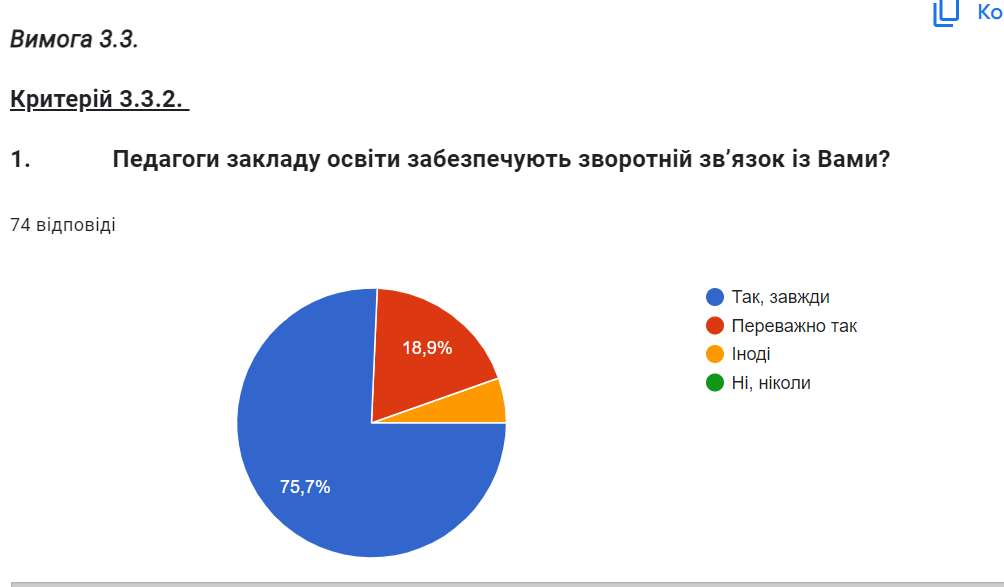 Ко
Вимога 3.3.
Критерій 3.3.2.
1. Педагоги закладу освіти забезпечують зворотній зв’язок із Вами?
74 відповіді
Так, завжди
Переважно так
Іноді
Ні, ніколи
18,9%
75,7%